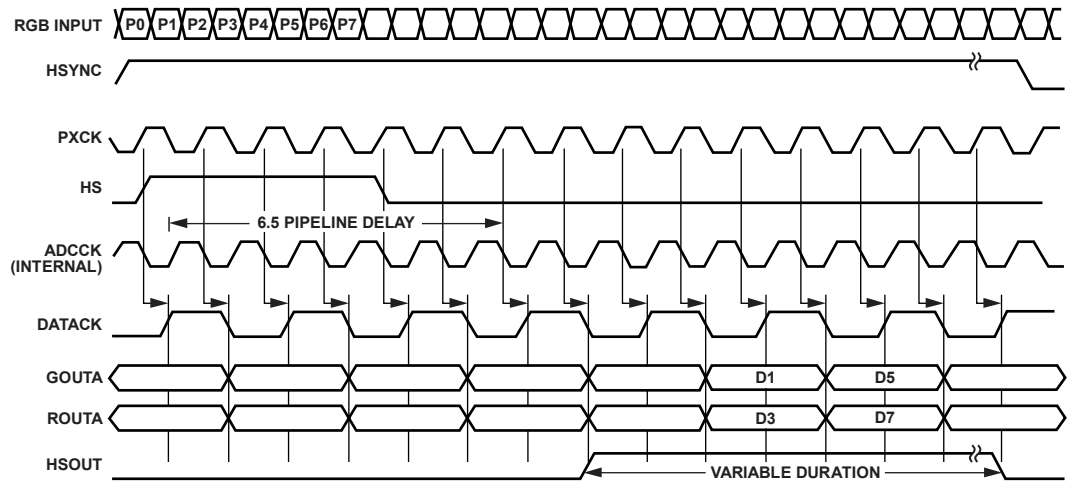 RGB INPUT P0 P1 P2 P3 P4 P5 P6 P7
HSYNC
PXCK
HS
6.5 PIPELINE DELAY
ADCCK
(INTERNAL)
DATACK
GOUTA D1 D5
ROUTA D3 D7
HSOUT VARIABLE DURATION